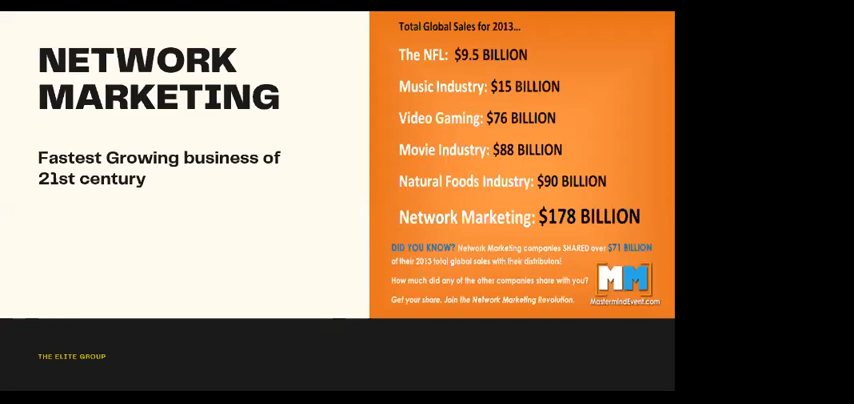 NETWORK
MARKETING
Fastest Growing business of
21st century
THE ELITE GROUP
Total Global Sales for 2013...
The NFL: $9.5 BILLION
Music Industry: $15 BILLION
Video Gaming: $76 BILLION
Movie Industry: $88 BILLION
Natural Foods Industry: $90 BILLION
Network Marketing: $178 BILLION
DID YOU KNOW? Network Marketing companies SHARED over $71 BILLION
of their 2013 total global sales with their distributors!
How much did any of the other companies share with you?
Get your share. Join the Network Marketing Revolution.
MM
MastermindEvent.com